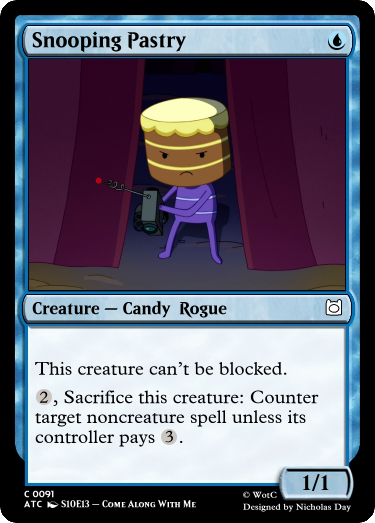 Snooping Pastry
Creature — Candy Rogue
This creature can't be blocked.
2, Sacrifice this creature: Counter
target noncreature spell unless its
controller pays 3.
1/1
C 0091
ATC S10E13 – Come Along With Me
© WotC
Designed by Nicholas Day